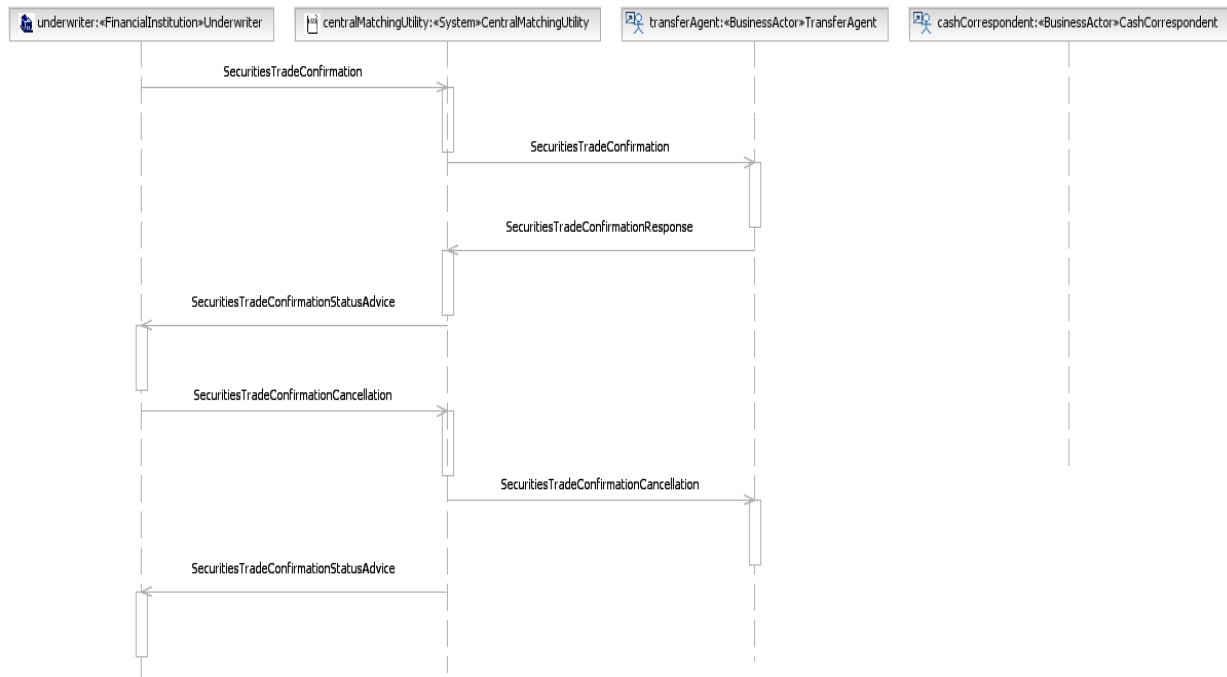 underwriter:«FinancialInstitution»Underwriter
centralMatchingUtility:«System»CentralMatchingUtility
transferAgent:«BusinessActor»TransferAgent
cashCorrespondent:«BusinessActor»CashCorrespondent
SecuritiesTradeConfirmation
SecuritiesTradeConfirmation
SecuritiesTradeConfirmationResponse
SecuritiesTradeConfirmationStatusAdvice
SecuritiesTradeConfirmationCancellation
SecuritiesTradeConfirmationCancellation
SecuritiesTradeConfirmationStatusAdvice